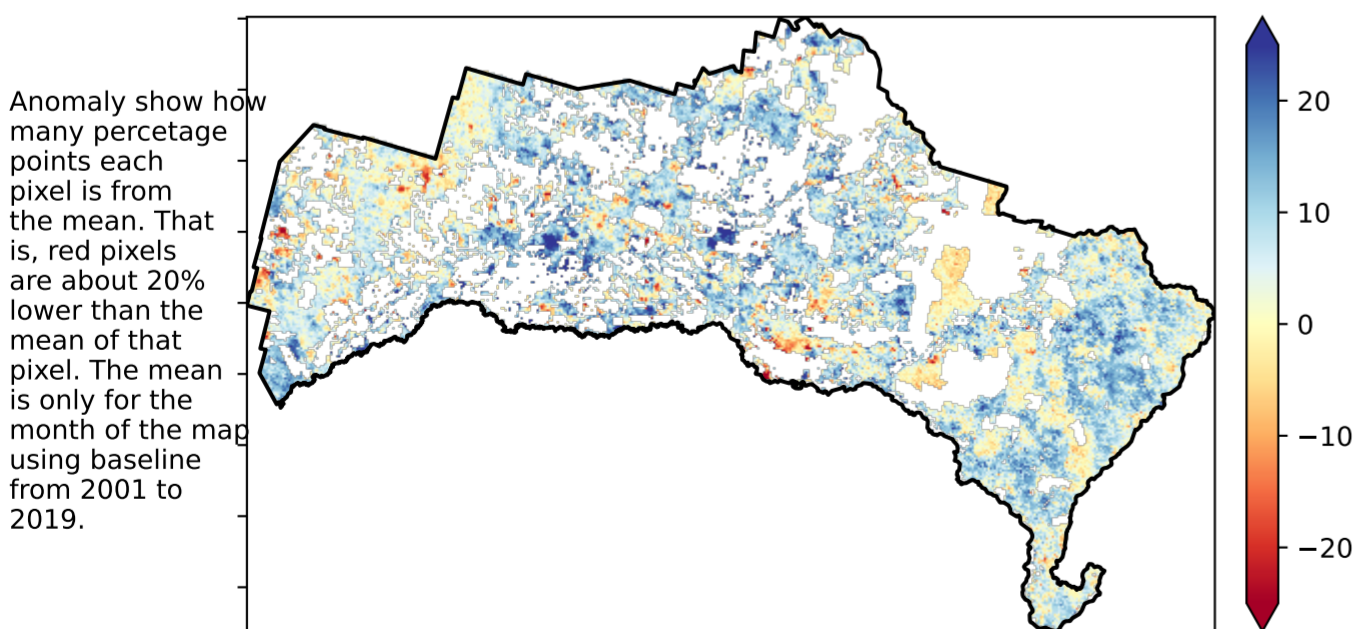 Anomaly show how
many percetage
points each
pixel is from
the mean. That
is, red pixels
are about 20%
lower than the
mean of that
pixel. The mean
is only for the
month of the map
using baseline
from 2001 to
2019.
20
10
0
−10
−20